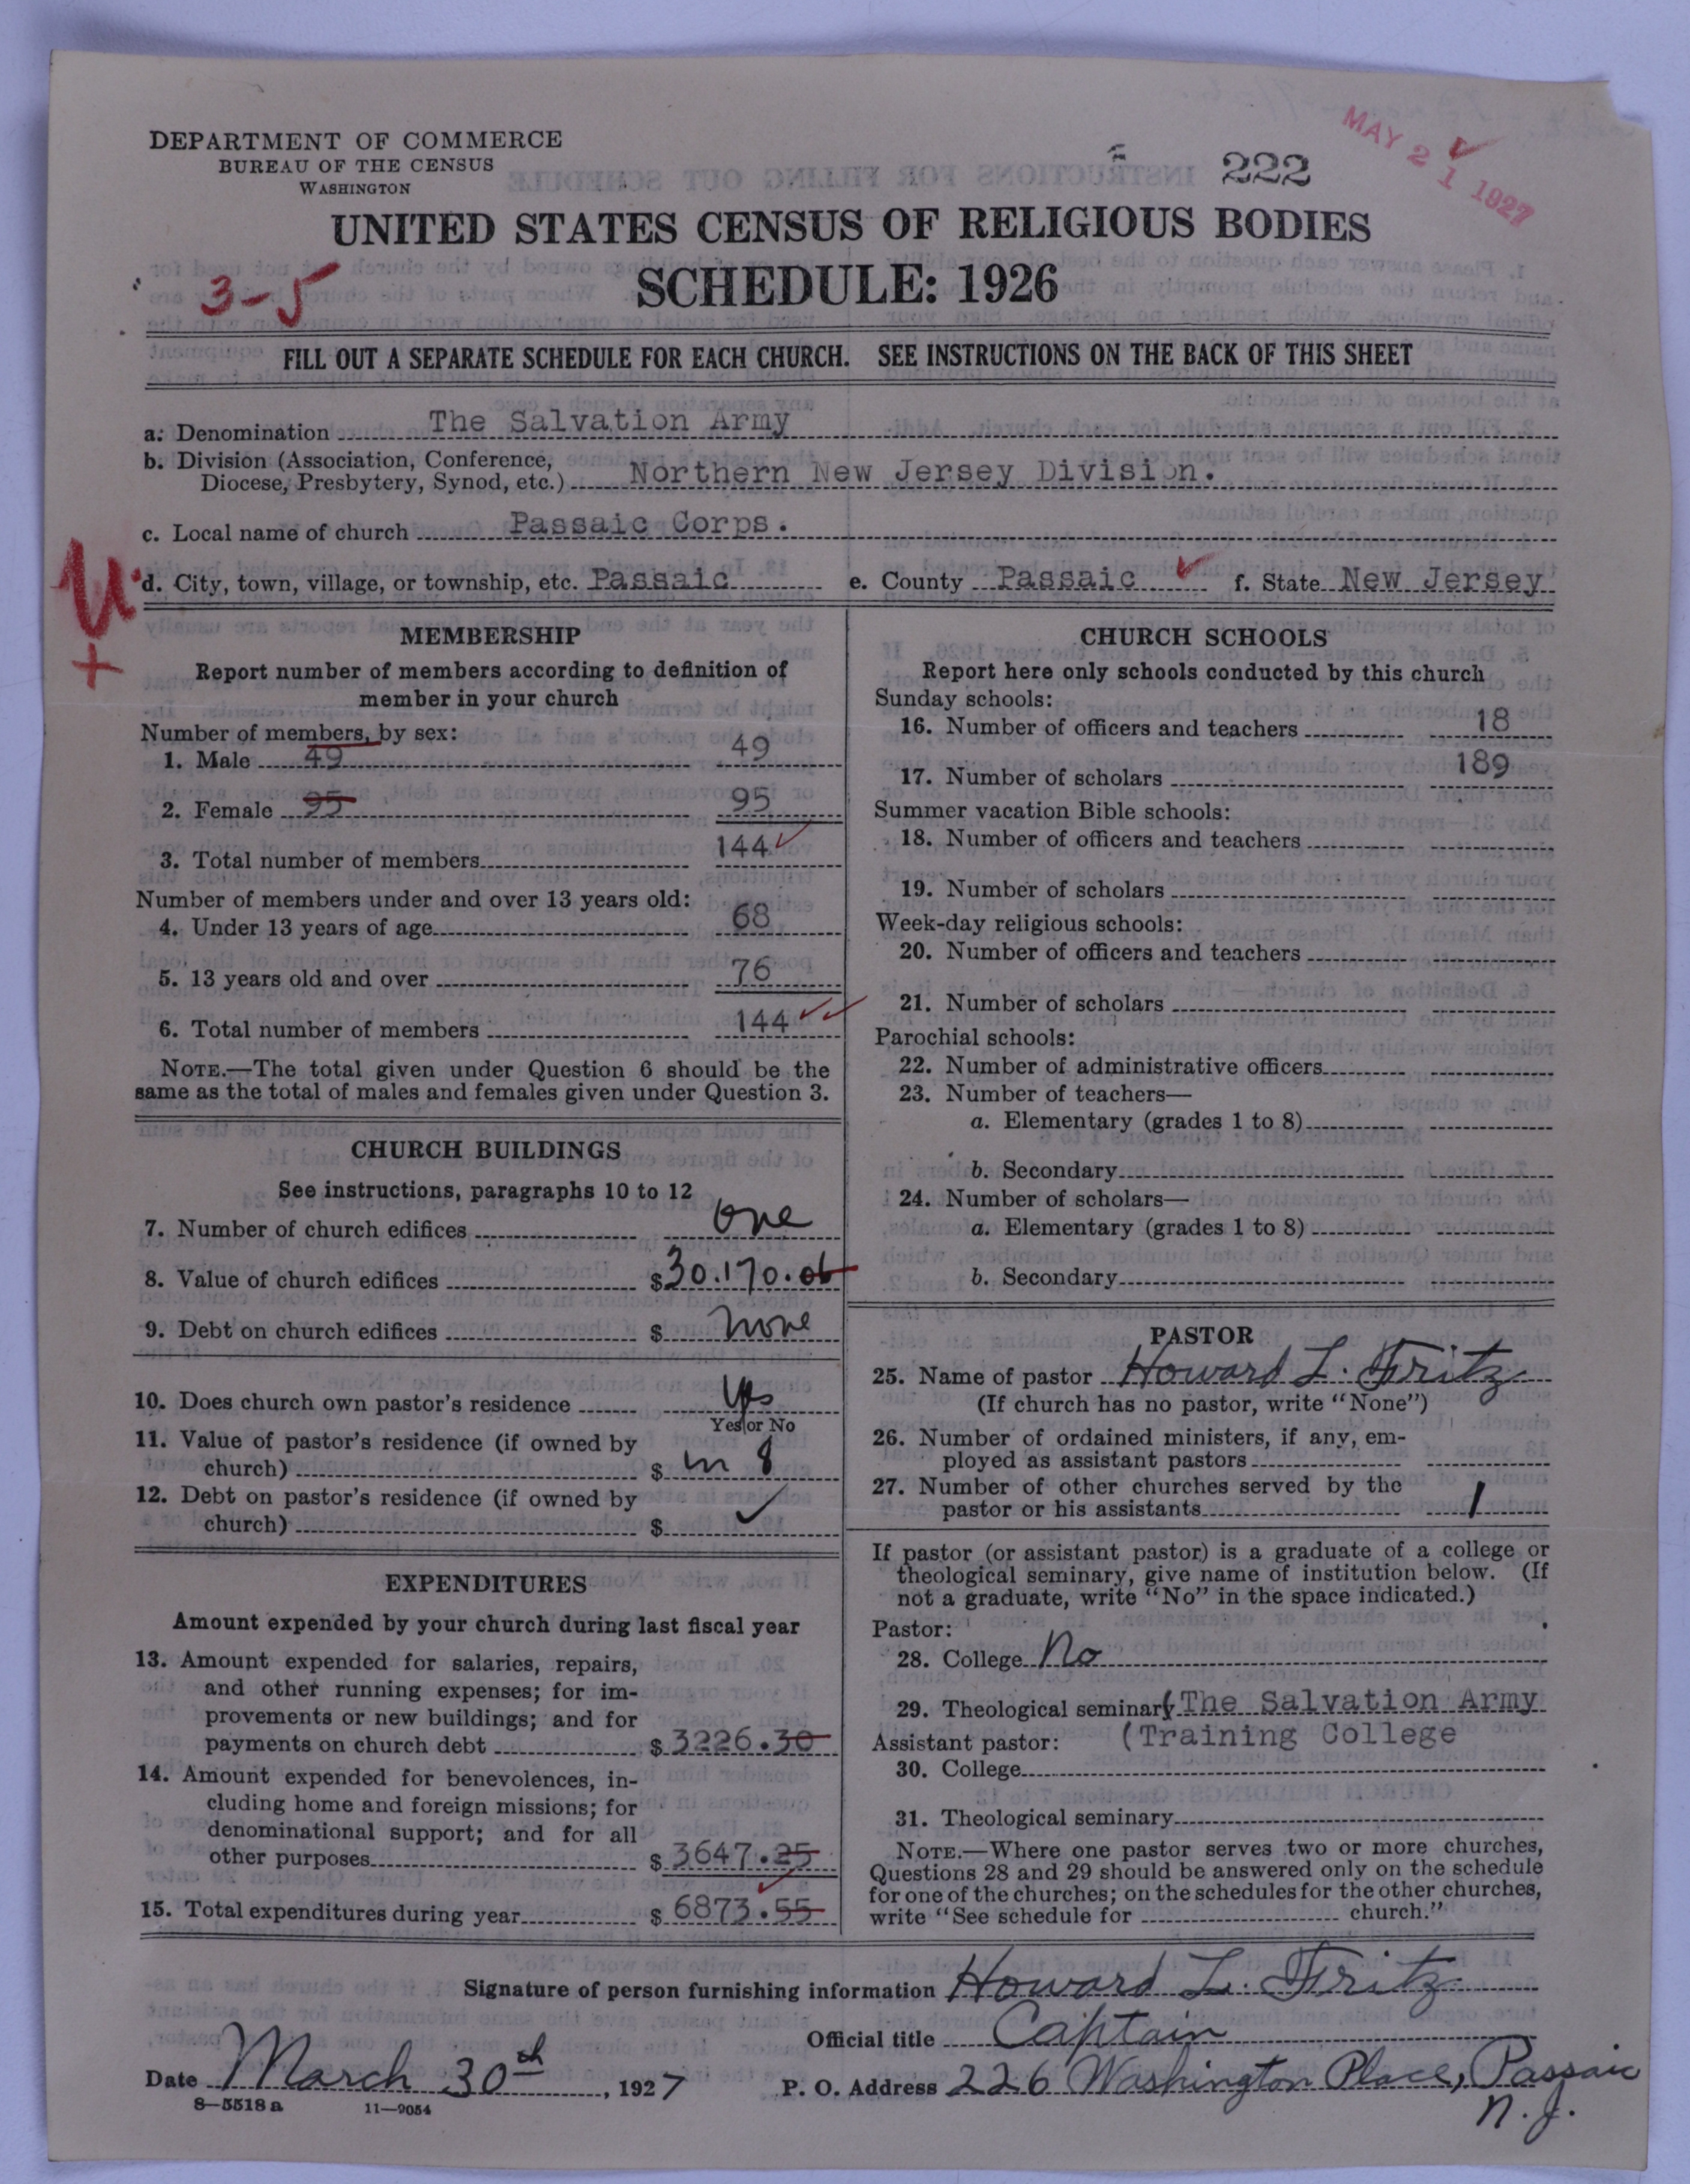 DEPARTMENT OF COMMERCE
BUREAU OF THE CENSUS
WASHINGTON
222
MAY 21 1927
UNITED STATES CENSUS OF RELIGIOUS BODIES
SCHEDULE: 1926
3-5
FILL OUT A SEPARATE SCHEDULE FOR EACH CHURCH. SEE INSTRUCTIONS ON THE BACK OF THIS SHEET
a. Denomination The Salvation Army
b. Division (Association, Conference,
Diocese, Presbytery, Synod, etc.) Northern New Jersey Division.
c. Local name of church Passaic Corps.
d. City, town, village, or township, etc. Passaic e. County Passaic f. State New Jersey
U
+
MEMBERSHIP
Report number of members according to definition of
member in your church
Number of members, by sex:
1. Male 49 49
2. Female 95 95
3. Total number of members 144
Number of members under and over 13 years old:
4. Under 13 years of age 68
5. 13 years old and over 76
6. Total number of members 144
NOTE.—The total given under Question 6 should be the
same as the total of males and females given under Question 3.
CHURCH BUILDINGS
See instructions, paragraphs 10 to 12
7. Number of church edifices One
8. Value of church edifices $30.170.06
9. Debt on church edifices $ None
10. Does church own pastor's residence Yes
Yes or No
11. Value of pastor's residence (if owned by
church) $ in 8
12. Debt on pastor's residence (if owned by
church) $ ✓
EXPENDITURES
Amount expended by your church during last fiscal year
13. Amount expended for salaries, repairs,
and other running expenses; for im-
provements or new buildings; and for
payments on church debt $ 3226.30
14. Amount expended for benevolences, in-
cluding home and foreign missions; for
denominational support; and for all
other purposes $ 3647.25
15. Total expenditures during year $ 6873.55
CHURCH SCHOOLS
Report here only schools conducted by this church
Sunday schools:
16. Number of officers and teachers 18
17. Number of scholars 189
Summer vacation Bible schools:
18. Number of officers and teachers
19. Number of scholars
Week-day religious schools:
20. Number of officers and teachers
21. Number of scholars
Parochial schools:
22. Number of administrative officers
23. Number of teachers—
a. Elementary (grades 1 to 8)
b. Secondary
24. Number of scholars—
a. Elementary (grades 1 to 8)
b. Secondary
PASTOR
25. Name of pastor Howard L. Fritz
(If church has no pastor, write "None")
26. Number of ordained ministers, if any, em-
ployed as assistant pastors
27. Number of other churches served by the
pastor or his assistants 1
If pastor (or assistant pastor) is a graduate of a college or
theological seminary, give name of institution below. (If
not a graduate, write "No" in the space indicated.)
Pastor:
28. College No
29. Theological seminary (The Salvation Army
Assistant pastor: (Training College
30. College
31. Theological seminary
NOTE.—Where one pastor serves two or more churches,
Questions 28 and 29 should be answered only on the schedule
for one of the churches; on the schedules for the other churches,
write "See schedule for church."
Signature of person furnishing information Howard L. Fritz
Official title Captain
Date March 30th, 1927 P. O. Address 226 Washington Place, Passaic
N.J.
8—5518 a 11—9054